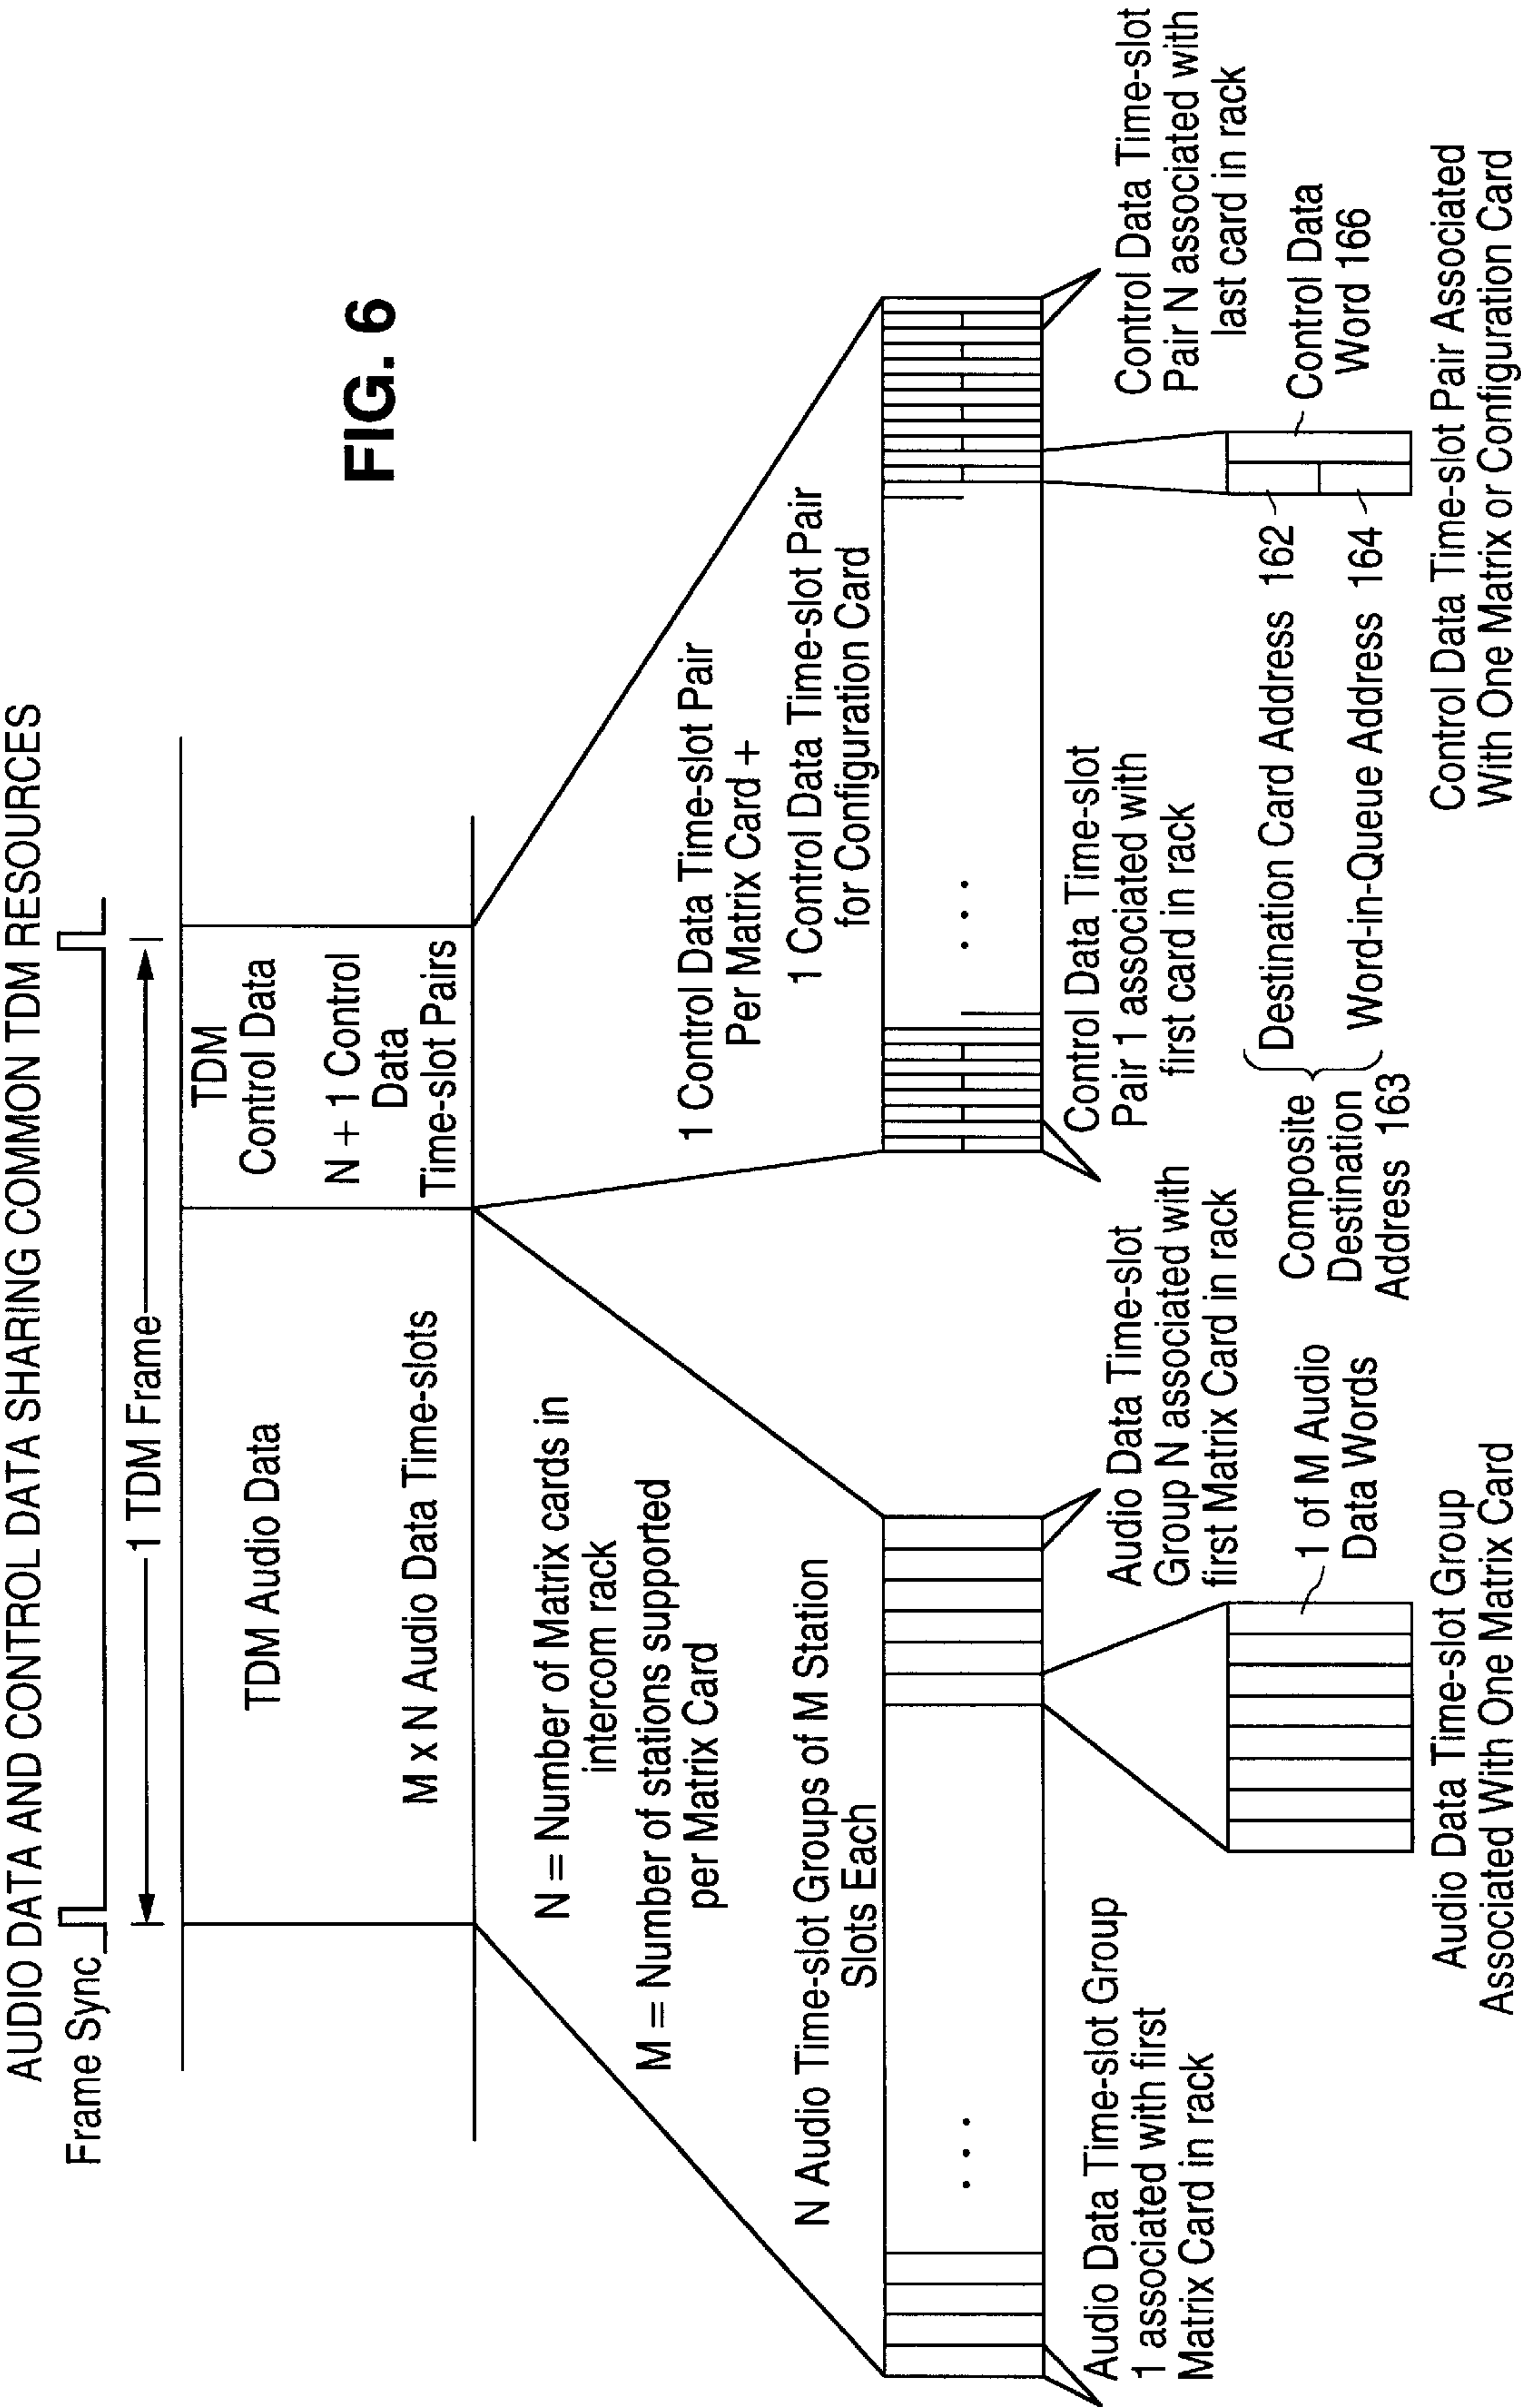 AUDIO DATA AND CONTROL DATA SHARING COMMON TDM RESOURCES
Frame Sync
1 TDM Frame
TDM Audio Data
M x N Audio Data Time-slots
TDM
Control Data
N + 1 Control
Data
Time-slot Pairs
FIG. 6
N = Number of Matrix cards in
intercom rack
M = Number of stations supported
per Matrix Card
N Audio Time-slot Groups of M Station
Slots Each
1 Control Data Time-slot Pair
Per Matrix Card +
1 Control Data Time-slot Pair
for Configuration Card
• • •
• • •
Audio Data Time-slot Group
1 associated with first
Matrix Card in rack
Audio Data Time-slot
Group N associated with
first Matrix Card in rack
Control Data Time-slot
Pair 1 associated with
first card in rack
Control Data Time-slot
Pair N associated with
last card in rack
1 of M Audio
Data Words
Composite
Destination
Address 163
Destination Card Address 162
Word-in-Queue Address 164
Control Data
Word 166
Audio Data Time-slot Group
Associated With One Matrix Card
Control Data Time-slot Pair Associated
With One Matrix or Configuration Card